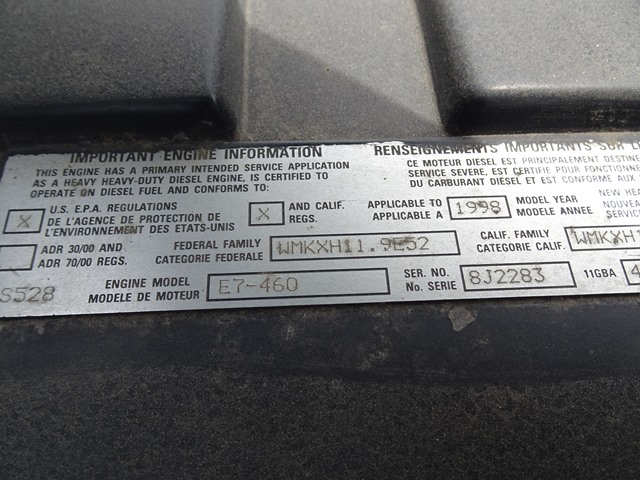 IMPORTANT ENGINE INFORMATION
THIS ENGINE HAS A PRIMARY INTENDED SERVICE APPLICATION
AS A HEAVY HEAVY-DUTY DIESEL ENGINE, IS CERTIFIED TO
OPERATE ON DIESEL FUEL AND CONFORMS TO:
RENSEIGNEMENTS IMPORTANTS SUR
CE MOTEUR DIESEL EST PRINCIPALEMENT DESTINE
SERVICE SEVERE, EST CERTIFIE POUR
DU CARBURANT DIESEL ET EST CONFORME AUX
X U.S. E.P.A. REGULATIONS
DE L'AGENCE DE PROTECTION DE
L'ENVIRONNEMENT DES ETATS-UNIS
X AND CALIF.
REGS.
APPLICABLE TO
APPLICABLE A
1998
MODEL YEAR
MODELE ANNEE
NEW
NOUVEA
SERVICE
ADR 30/00 AND
ADR 70/00 REGS.
FEDERAL FAMILY
CATEGORIE FEDERALE
WMKXH11.9E52
CALIF. FAMILY
CATEGORIE CALIF.
WMKXH1
S528
ENGINE MODEL
MODELE DE MOTEUR
E7-460
SER. NO.
No. SERIE
8J2283
11GBA
4